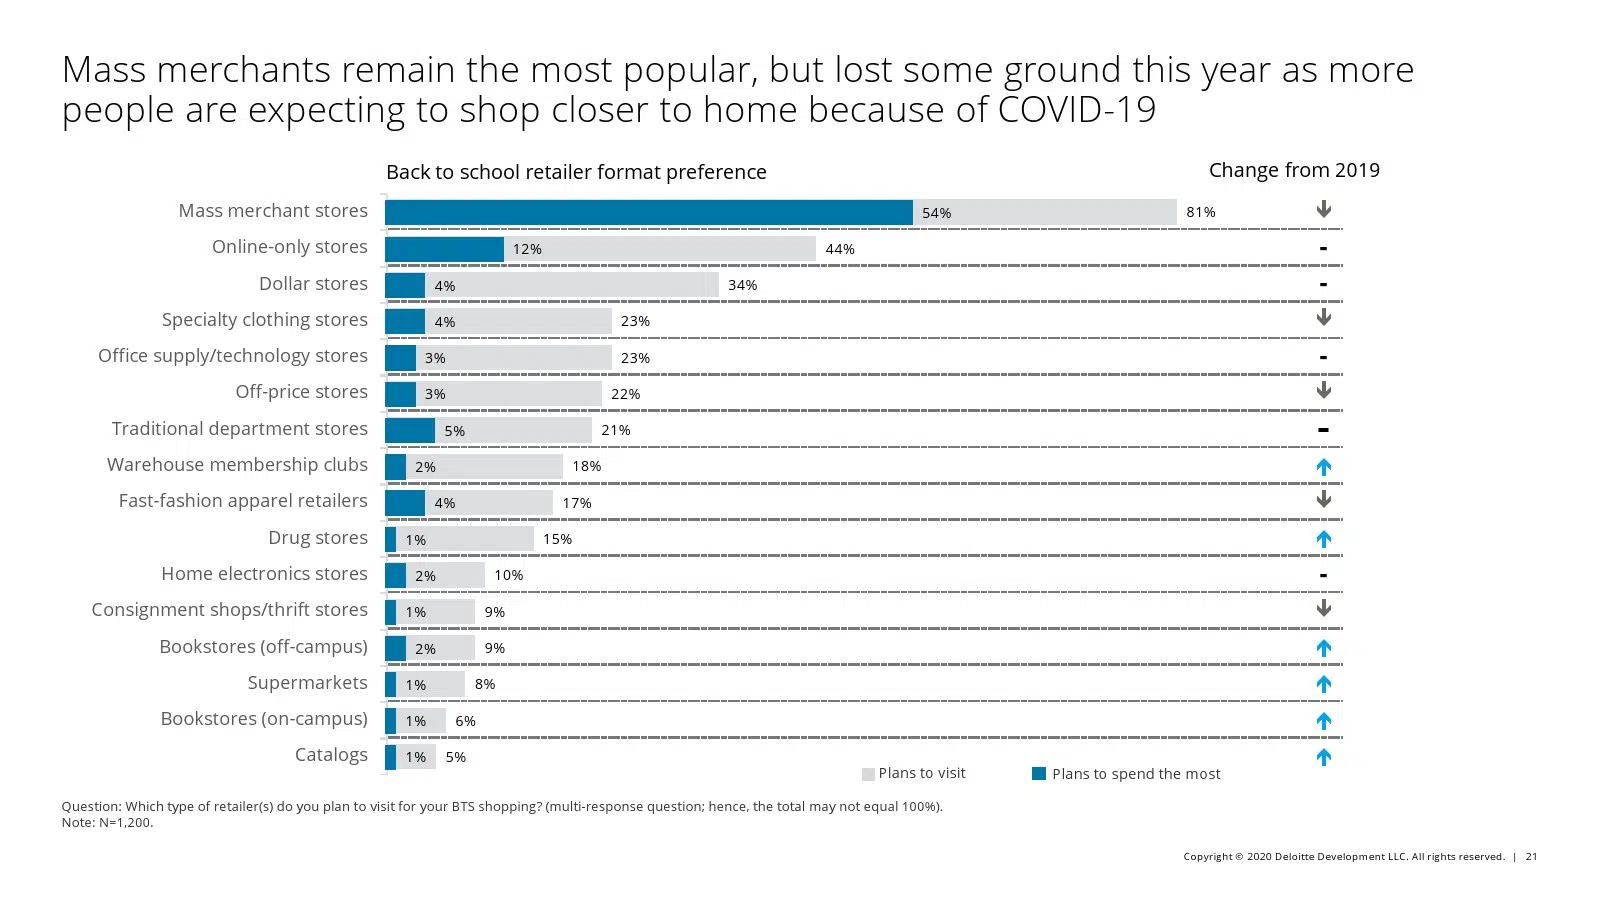 Mass merchants remain the most popular, but lost some ground this year as more
people are expecting to shop closer to home because of COVID-19
Back to school retailer format preference
Change from 2019
Mass merchant stores 54% 81%
Online-only stores 12% 44% -
Dollar stores 4% 34% -
Specialty clothing stores 4% 23%
Office supply/technology stores 3% 23% -
Off-price stores 3% 22%
Traditional department stores 5% 21% -
Warehouse membership clubs 2% 18%
Fast-fashion apparel retailers 4% 17%
Drug stores 1% 15%
Home electronics stores 2% 10% -
Consignment shops/thrift stores 1% 9%
Bookstores (off-campus) 2% 9%
Supermarkets 1% 8%
Bookstores (on-campus) 1% 6%
Catalogs 1% 5%
Plans to visit Plans to spend the most
Question: Which type of retailer(s) do you plan to visit for your BTS shopping? (multi-response question; hence, the total may not equal 100%).
Note: N=1,200.
Copyright © 2020 Deloitte Development LLC. All rights reserved. | 21